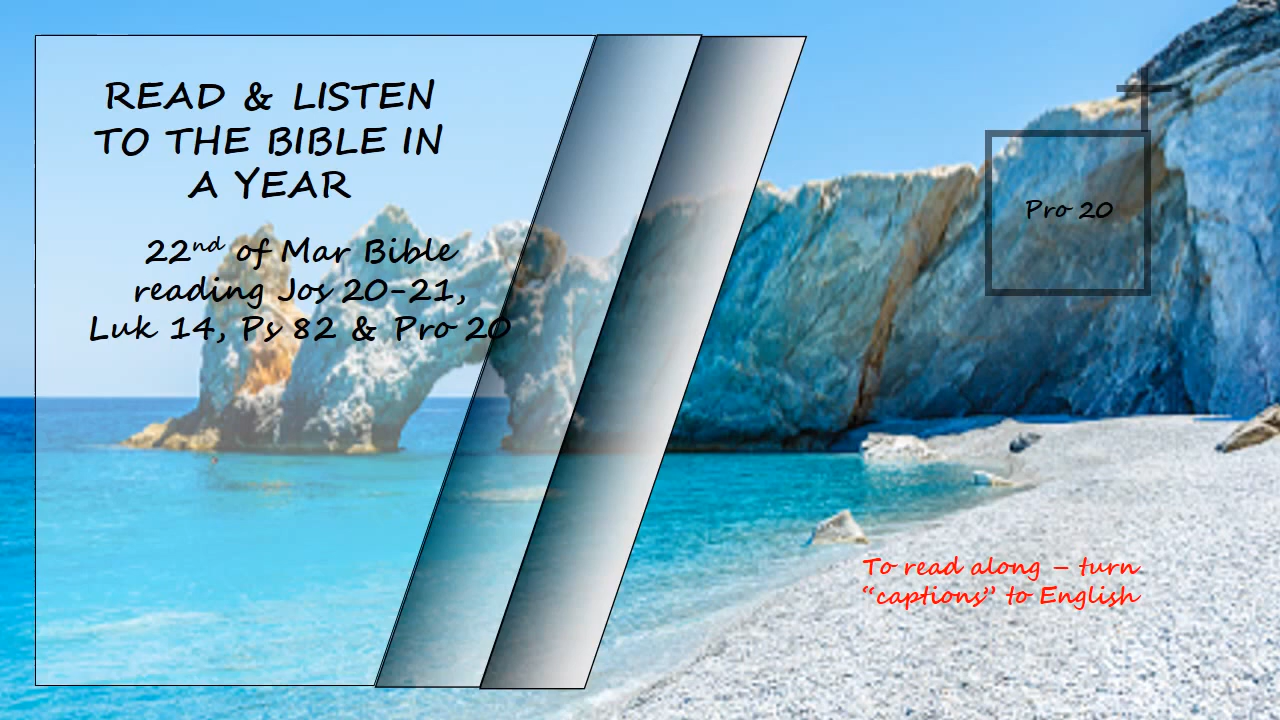 READ & LISTEN
TO THE BIBLE IN
A YEAR
22nd of Mar Bible
reading Jos 20-21,
Luk 14, Ps 82 & Pro 20
Pro 20
To read along – turn
“captions” to English